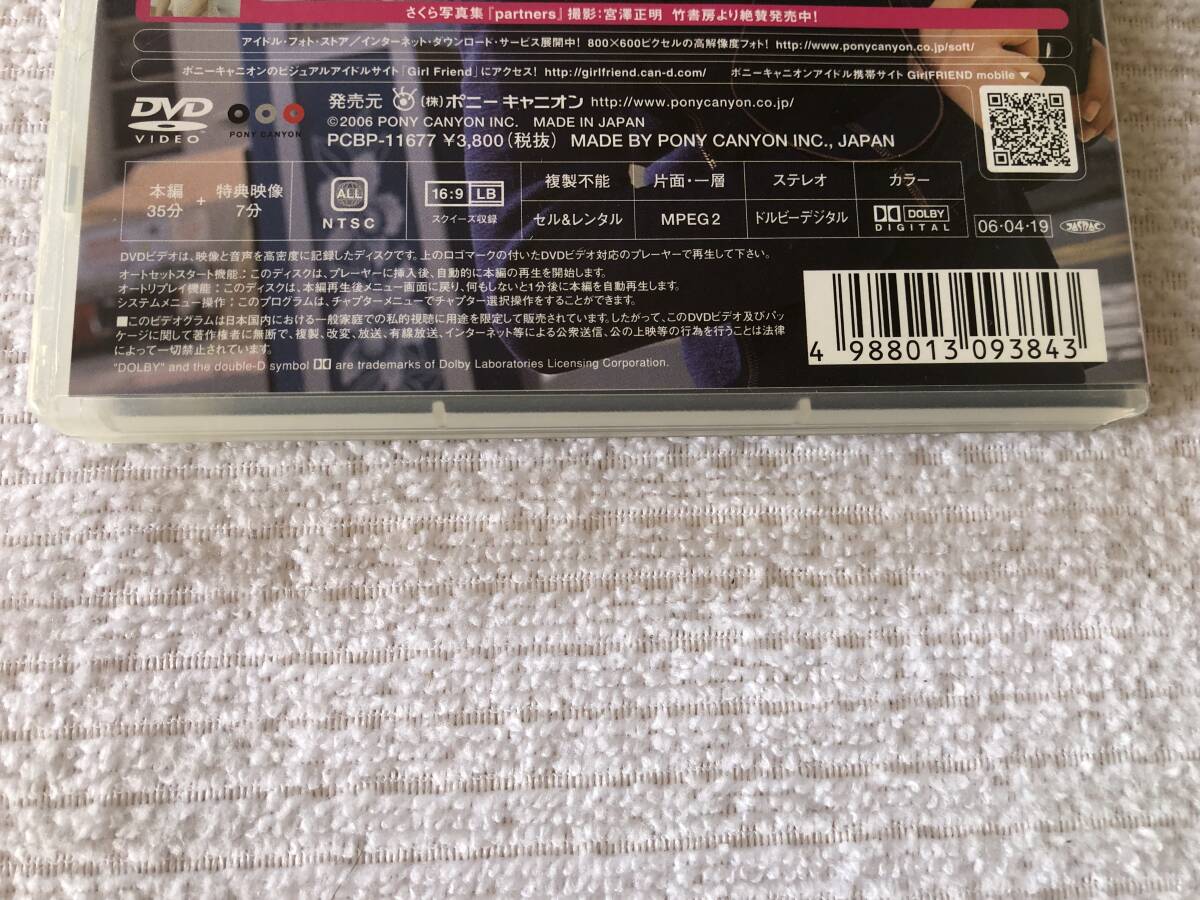 さくら写真集『partners』撮影:宮澤正明 竹書房より絶賛発売中!
アイドル・フォト・ストア/インターネット・ダウンロード・サービス展開中! 800×600ピクセルの高解像度フォト! http://www.ponycanyon.co.jp/soft/
ポニーキャニオンのビジュアルアイドルサイト「Girl Friend」にアクセス! http://girlfriend.can-d.com/ ポニーキャニオンアイドル携帯サイト GirlFRIEND mobile ▼
DVD VIDEO
PONY CANYON
発売元 (株)ポニーキャニオン http://www.ponycanyon.co.jp/
©2006 PONY CANYON INC. MADE IN JAPAN
PCBP-11677 ¥3,800(税抜) MADE BY PONY CANYON INC., JAPAN
本編 35分 + 特典映像 7分
ALL NTSC
16:9 LB
スクイーズ収録
複製不能 片面・一層 ステレオ カラー
セル&レンタル MPEG2 ドルビーデジタル DOLBY DIGITAL
06・04・19 JASRAC
DVDビデオは、映像と音声を高密度に記録したディスクです。上のロゴマークの付いたDVDビデオ対応のプレーヤーで再生して下さい。
オートセットスタート機能.:このディスクは、プレーヤーに挿入後、自動的に本編の再生を開始します。
オートリプレイ機能:このディスクは、本編再生後メニュー画面に戻り、何もしないと1分後に本編を自動再生します。
システムメニュー操作:このプログラムは、チャプターメニューでチャプター選択操作をすることができます。
■このビデオグラムは日本国内における一般家庭での私的視聴に用途を限定して販売されています。したがって、このDVDビデオ及びパッ
ケージに関して著作権者に無断で、複製、改変、放送、有線放送、インターネット等による公衆送信、公の上映等の行為を行うことは法律
によって一切禁止されています。
"DOLBY" and the double-D symbol are trademarks of Dolby Laboratories Licensing Corporation.
4 988013 093843